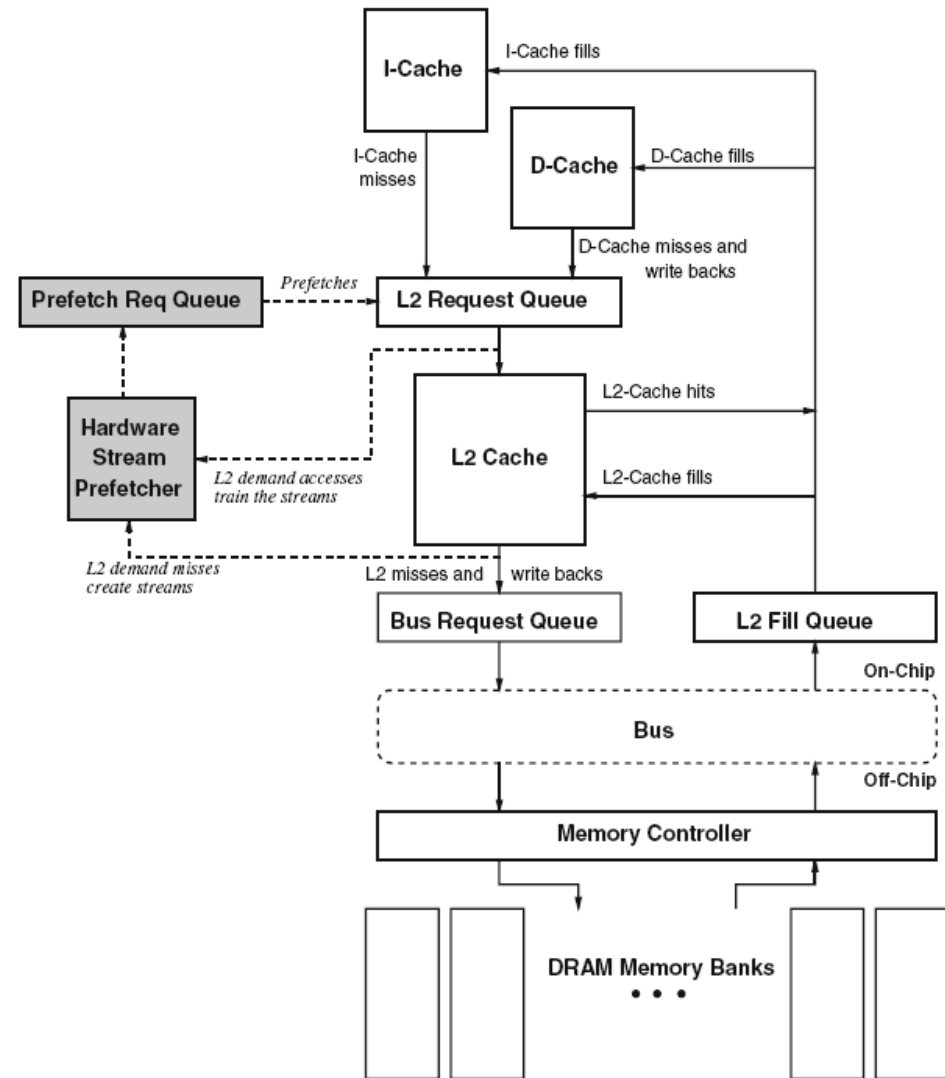 I-Cache fills
I-Cache
I-Cache
misses
D-Cache
D-Cache fills
D-Cache misses and
write backs
Prefetch Req Queue
Prefetches
L2 Request Queue
Hardware
Stream
Prefetcher
L2 demand accesses
train the streams
L2 Cache
L2-Cache hits
L2-Cache fills
L2 demand misses
create streams
L2 misses and write backs
Bus Request Queue
L2 Fill Queue
On-Chip
Bus
Off-Chip
Memory Controller
DRAM Memory Banks
• • •